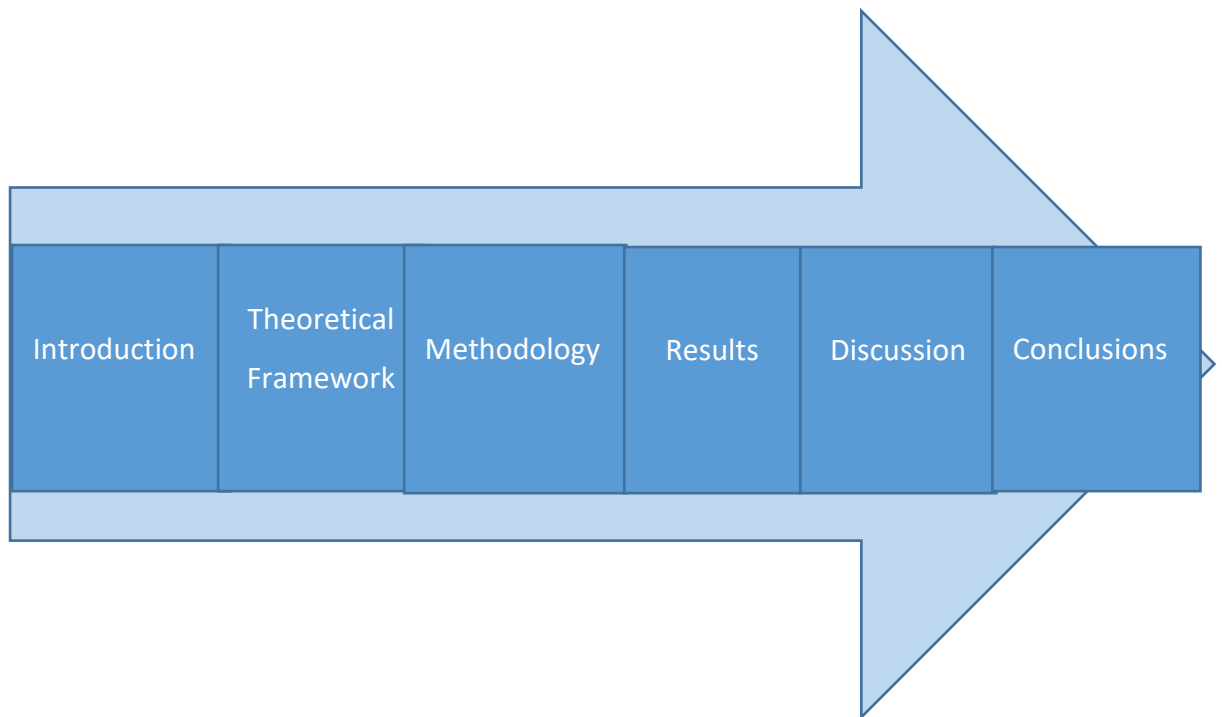 Introduction
Theoretical
Framework
Methodology
Results
Discussion
Conclusions